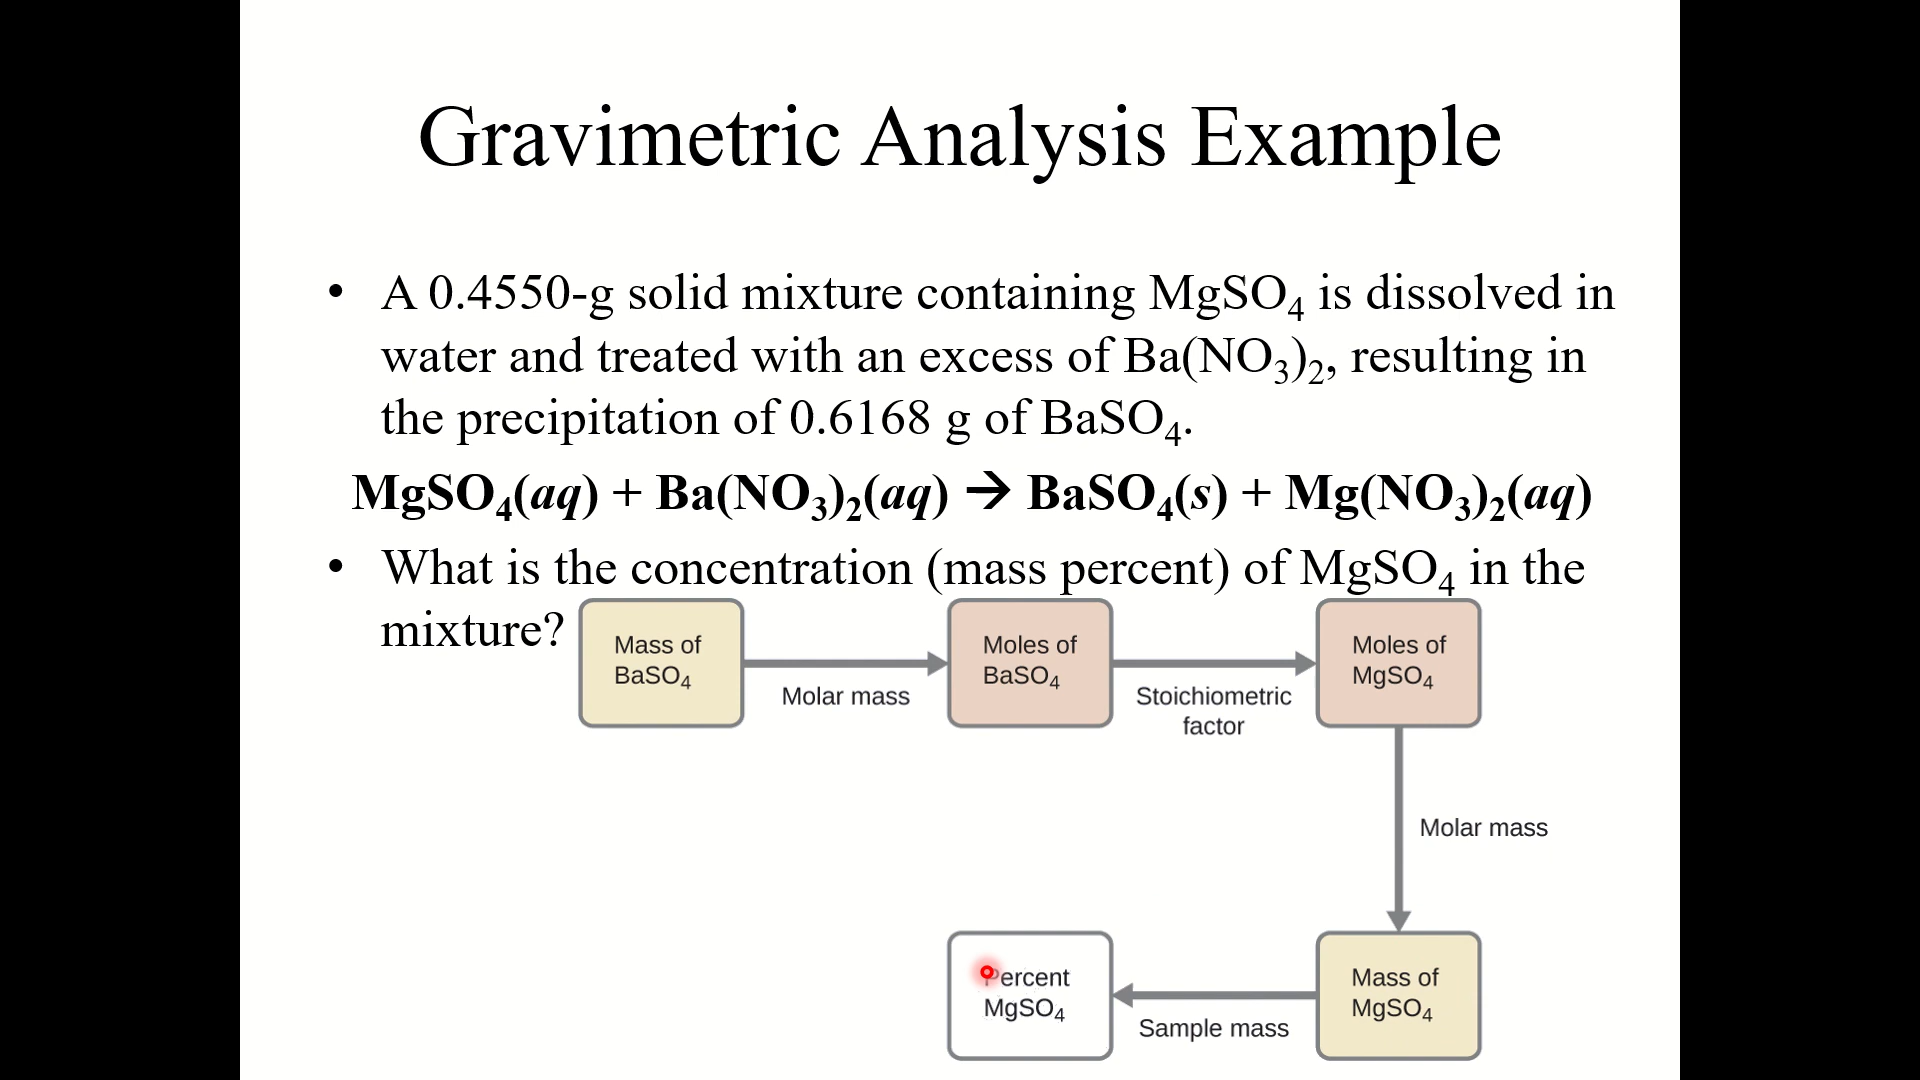 Gravimetric Analysis Example
• A 0.4550-g solid mixture containing MgSO₄ is dissolved in
water and treated with an excess of Ba(NO₃)₂, resulting in
the precipitation of 0.6168 g of BaSO₄.
MgSO₄(aq) + Ba(NO₃)₂(aq) → BaSO₄(s) + Mg(NO₃)₂(aq)
• What is the concentration (mass percent) of MgSO₄ in the
mixture?
Mass of
BaSO₄
Molar mass
Moles of
BaSO₄
Stoichiometric
factor
Moles of
MgSO₄
Molar mass
Mass of
MgSO₄
Sample mass
Percent
MgSO₄